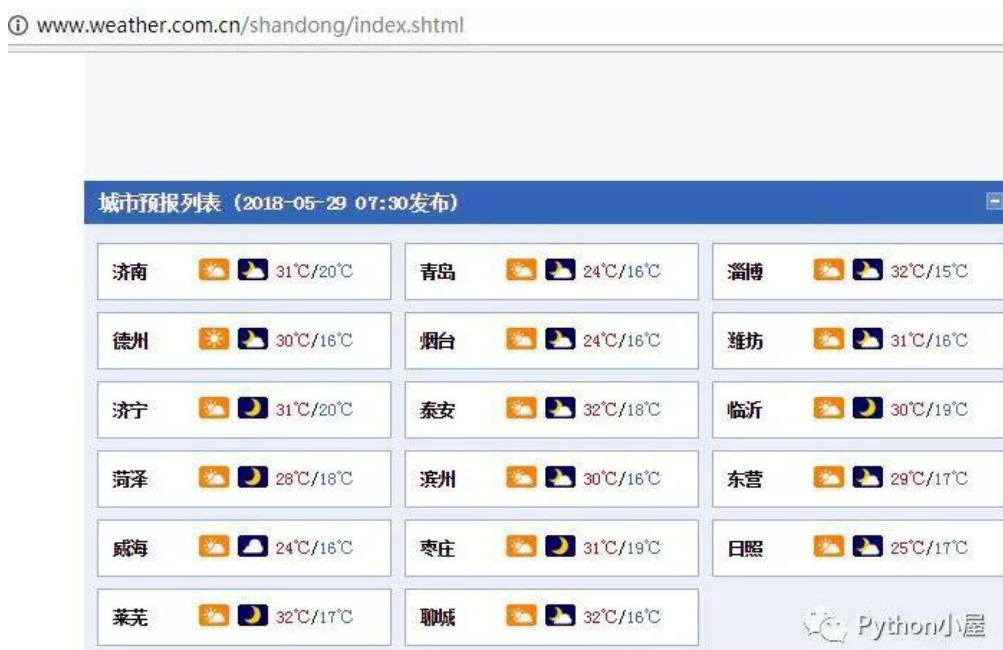 www.weather.com.cn/shandong/index.shtml
城市预报列表 (2018-05-29 07:30发布)
济南 31℃/20℃ 青岛 24℃/16℃ 淄博 32℃/15℃
德州 30℃/16℃ 烟台 24℃/16℃ 潍坊 31℃/16℃
济宁 31℃/20℃ 泰安 32℃/18℃ 临沂 30℃/19℃
菏泽 28℃/18℃ 滨州 30℃/16℃ 东营 29℃/17℃
威海 24℃/16℃ 枣庄 31℃/19℃ 日照 25℃/17℃
莱芜 32℃/17℃ 聊城 32℃/16℃
Python小屋